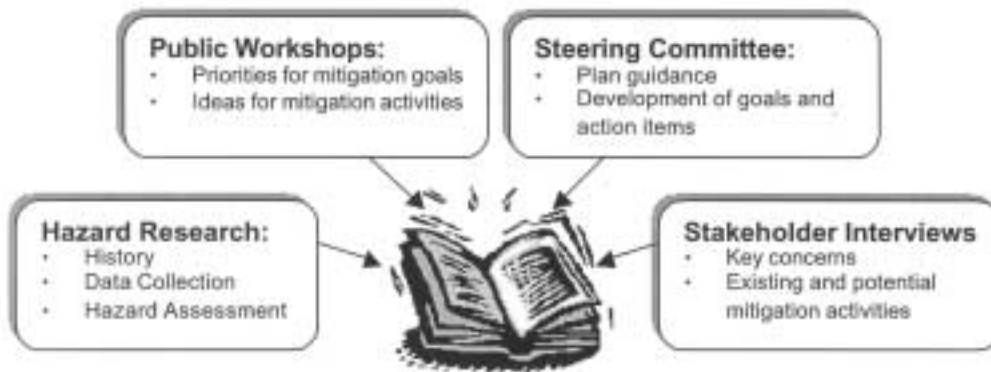 Public Workshops:
· Priorities for mitigation goals
· Ideas for mitigation activities
Steering Committee:
· Plan guidance
· Development of goals and
action items
Hazard Research:
· History
· Data Collection
· Hazard Assessment
Stakeholder Interviews
· Key concerns
· Existing and potential
mitigation activities